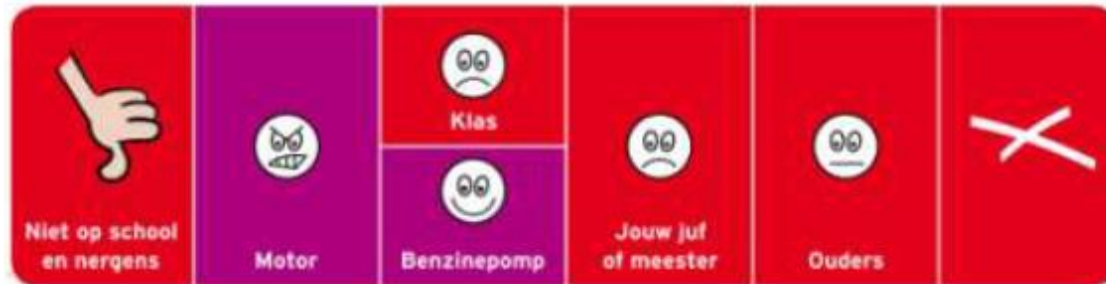 Niet op school
en nergens
Motor
Klas
Benzinepomp
Jouw juf
of meester
Ouders